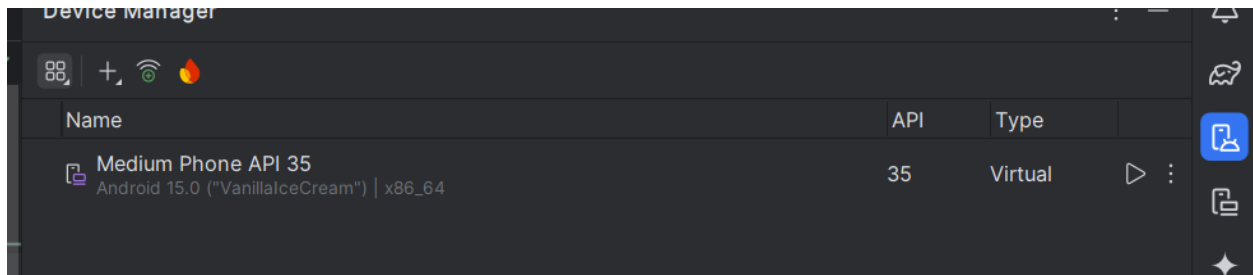 Device Manager
Name API Type
Medium Phone API 35
Android 15.0 ("VanillaIceCream") | x86_64
35 Virtual